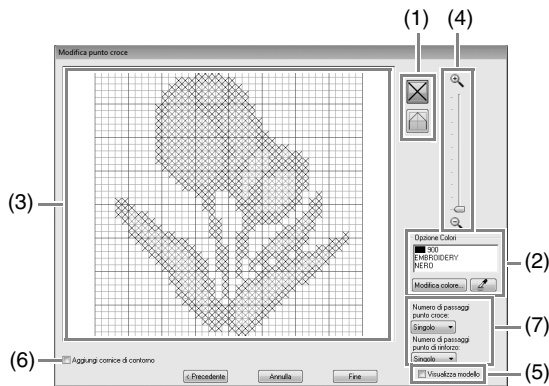 (1)
(4)
Modifica punto croce
(3)
Opzione Colori
900
EMBROIDERY
NERO
(2)
Modifica colore...
Numero di passaggi
punto croce:
Singolo
(7)
Numero di passaggi
punto di rinforzo:
Singolo
(6)
Aggiungi cornice di contorno
Visualizza modello
(5)
< Precedente
Annulla
Fine